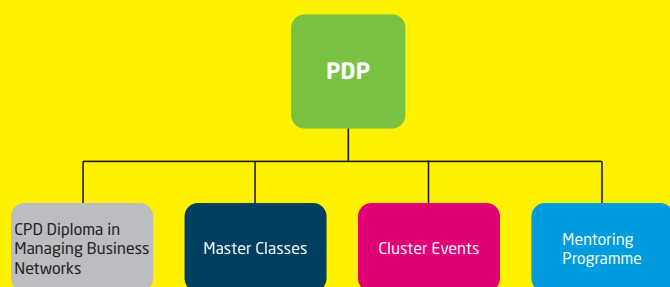 PDP
CPD Diploma in
Managing Business
Networks
Master Classes
Cluster Events
Mentoring
Programme